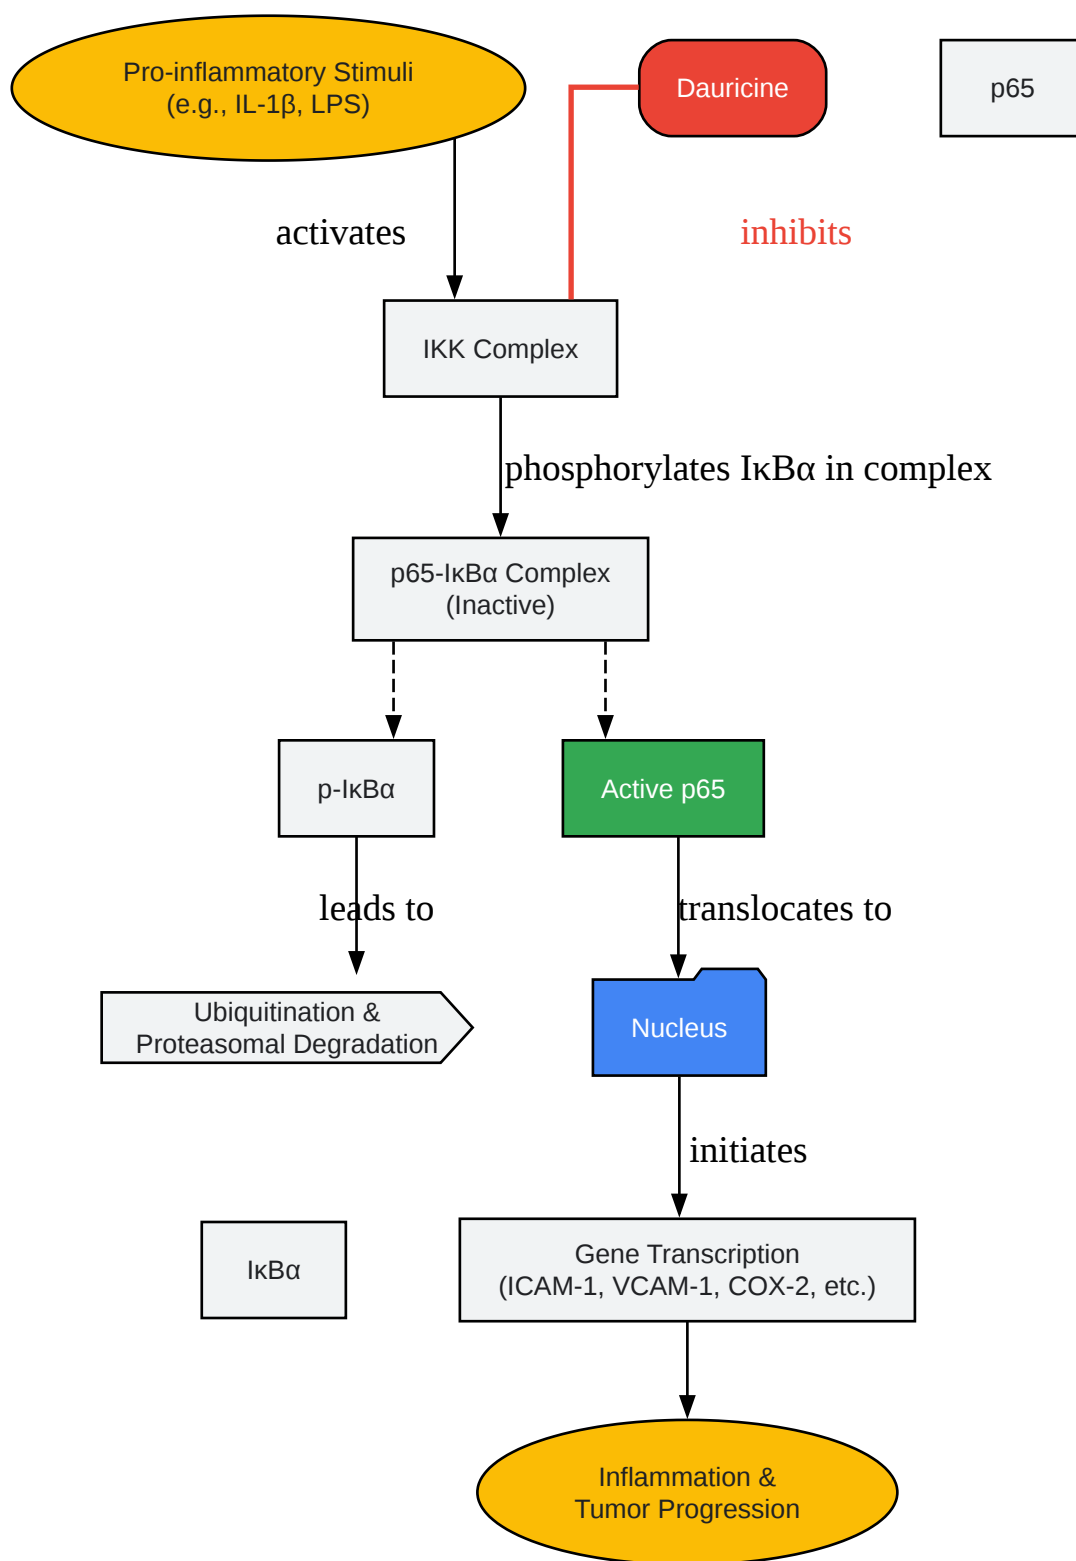 Pro-inflammatory Stimuli
(e.g., IL-1β, LPS)
Dauricine
p65
activates
inhibits
IKK Complex
phosphorylates IκBα in complex
p65-IκBα Complex
(Inactive)
p-IκBα
Active p65
leads to
translocates to
Ubiquitination &
Proteasomal Degradation
Nucleus
initiates
IκBα
Gene Transcription
(ICAM-1, VCAM-1, COX-2, etc.)
Inflammation &
Tumor Progression